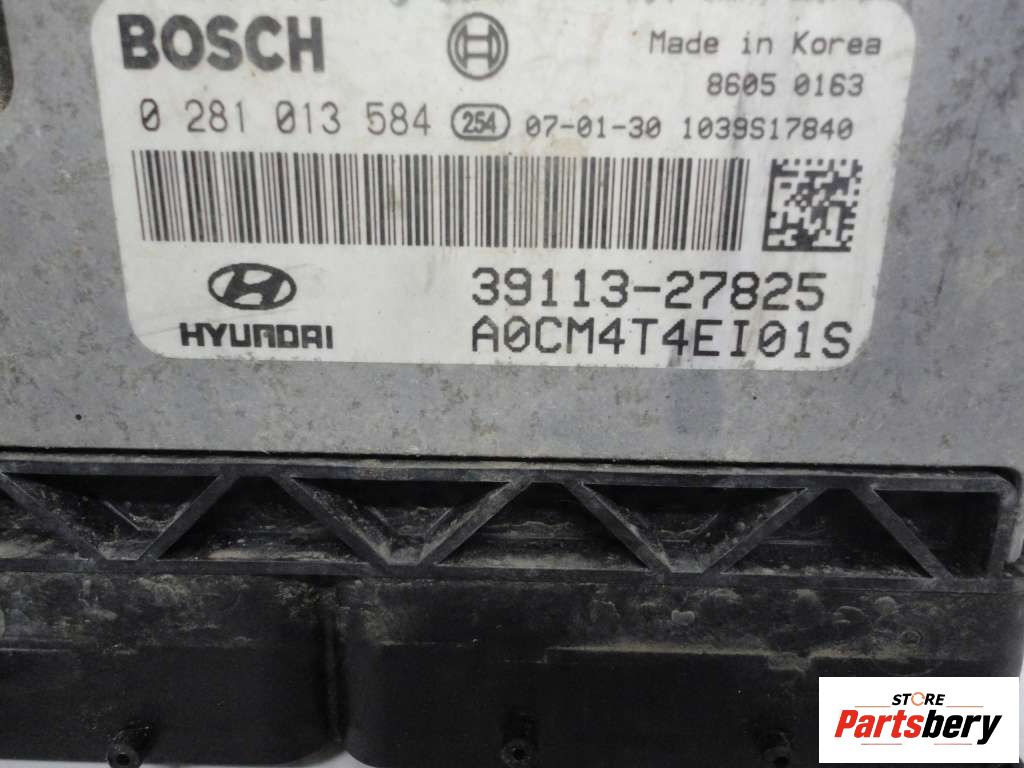 BOSCH
Made in Korea
8605 0163
0 281 013 584 254 07-01-30 1039S17840
HYUNDAI
39113-27825
A0CM4T4EI01S
STORE
Partsbery